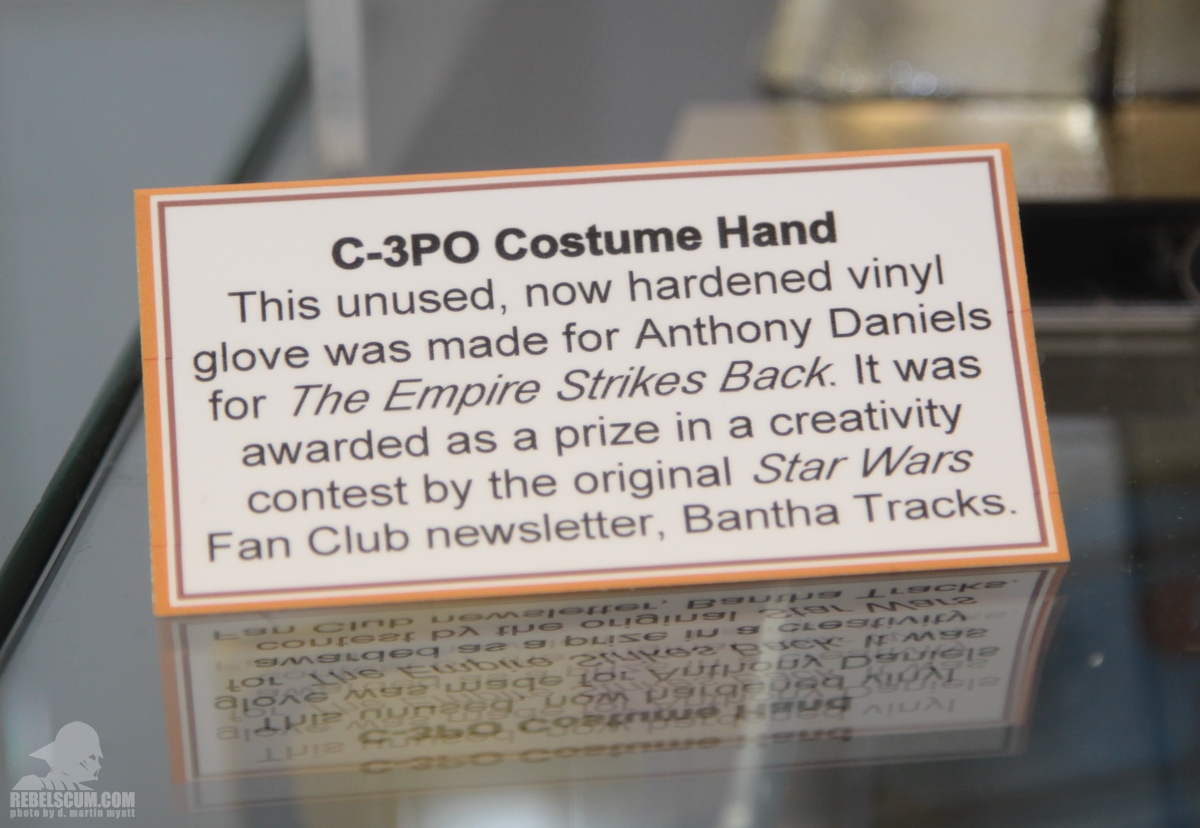 C-3PO Costume Hand
This unused, now hardened vinyl
glove was made for Anthony Daniels
for The Empire Strikes Back. It was
awarded as a prize in a creativity
contest by the original Star Wars
Fan Club newsletter, Bantha Tracks.
REBELSCUM.COM
photo by d. martin myatt